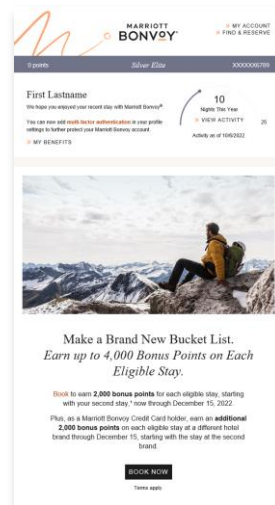 MARRIOTT
BONVOY
MY ACCOUNT
FIND & RESERVE
0 points
Silver Elite
XXXXXX6789
First Lastname
We hope you enjoyed your recent stay with Marriott Bonvoy®
You can now add multi-factor authentication in your profile
settings to further protect your Marriott Bonvoy account.
MY BENEFITS
10
Nights This Year
VIEW ACTIVITY
25
Activity as of 10/6/2022
Make a Brand New Bucket List.
Earn up to 4,000 Bonus Points on Each
Eligible Stay.
Book to earn 2,000 bonus points for each eligible stay, starting
with your second stay,* now through December 15, 2022.
Plus, as a Marriott Bonvoy Credit Card holder, earn an additional
2,000 bonus points on each eligible stay at a different hotel
brand through December 15, starting with the stay at the second
brand.
BOOK NOW
Terms apply.